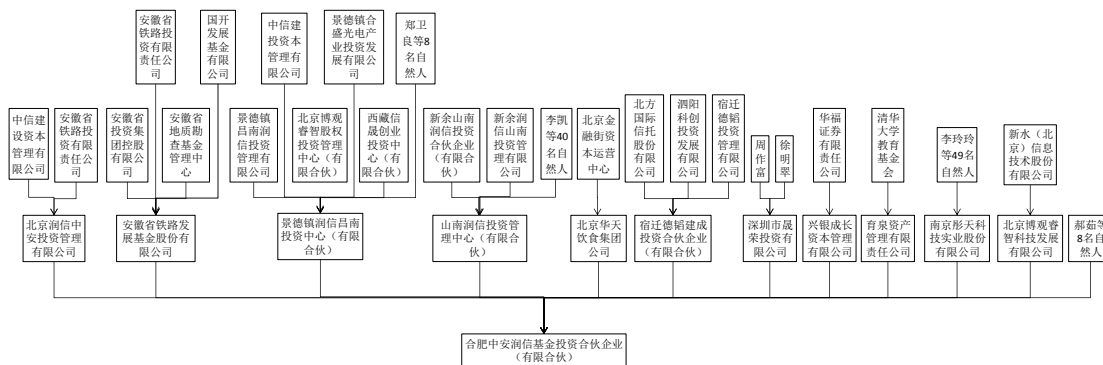 安徽省
铁路投
资有限
责任公
司
国开
发展
基金
有限
公司
中信建
投资本
管理有
限公司
景德镇合
盛光电产
业投资发
展有限公
司
郑卫
良等8
名自
然人
中信建
设资本
管理有
限公司
安徽省
铁路投
资有限
责任公
司
安徽省
投资集
团控股
有限公
司
安徽省
地质勘
查基金
管理中
心
景德镇
昌南润
信投资
管理有
限公司
北京博观
睿智股权
投资管理
中心（有
限合伙）
西藏信
晟创业
投资中
心（有
限合伙）
新余山南
润信投资
合伙企业
（有限合
伙）
新余润
信山南
投资管
理有限
公司
李凯
等40
名自
然人
北京金
融街资
本运营
中心
北方
国际
信托
股份
有限
公司
泗阳
科创
投资
发展
有限
公司
宿迁
德韬
投资
管理
有限
公司
周
作
富
徐
明
翠
华福
证券
有限
责任
公司
清华
大学
教育
基金
会
李玲玲
等49名
自然人
新水（北
京）信息
技术股份
有限公司
北京润信中
安投资管理
有限公司
安徽省铁路发
展基金股份有
限公司
景德镇润信昌南
投资中心（有限
合伙）
山南润信投资管
理中心（有限合
伙）
北京华天
饮食集团
公司
宿迁德韬建成
投资合伙企业
（有限合伙）
深圳市晟
荣投资有
限公司
兴银成长
资本管理
有限公司
育泉资产
管理有限
责任公司
南京彤天科
技实业股份
有限公司
北京博观睿
智科技发展
有限公司
郝茹等
8名自
然人
合肥中安润信基金投资合伙企业
（有限合伙）